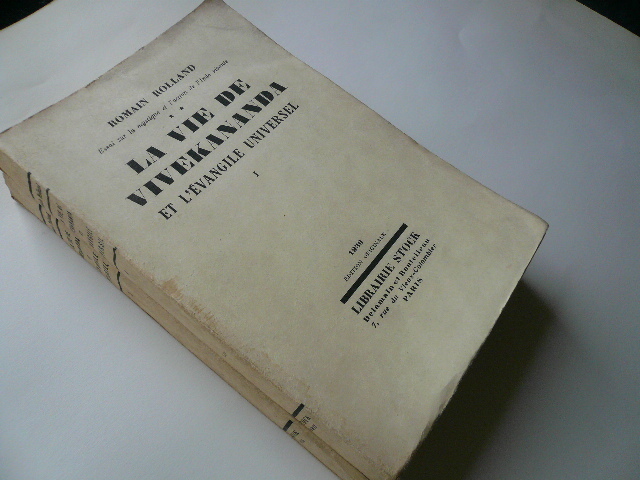 ROMAIN ROLLAND
Essai sur la mystique et l'action de l'Inde vivante
LA VIE DE
VIVEKANANDA
ET L'ÉVANGILE UNIVERSEL
I
1930
ÉDITION ORIGINALE
LIBRAIRIE STOCK
Delamain et Boutelleau
7, rue du Vieux-Colombier
PARIS